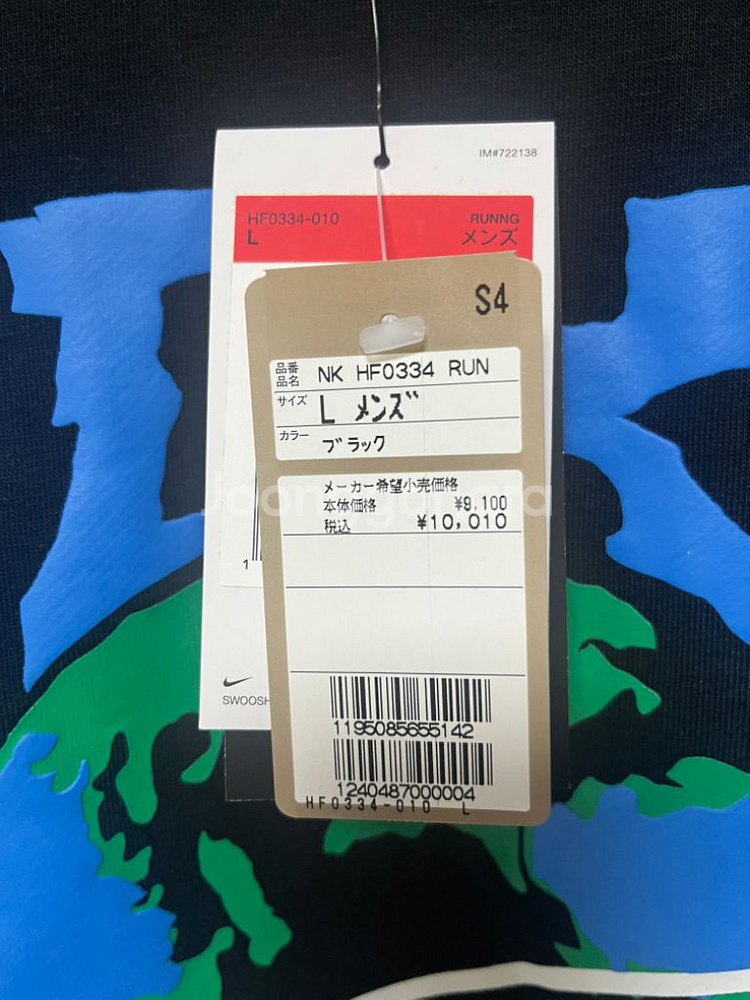 IM#722138
HF0334-010
RUNNG
L
メンズ
S4
品番
品名
NK HF0334 RUN
サイズ
L メンズ
カラー
ブラック
メーカー希望小売価格
本体価格 ¥9,100
税込 ¥10,010
Joonggonara
1
SWOOSH
1195085655142
1240487000004
HF0334-010 L